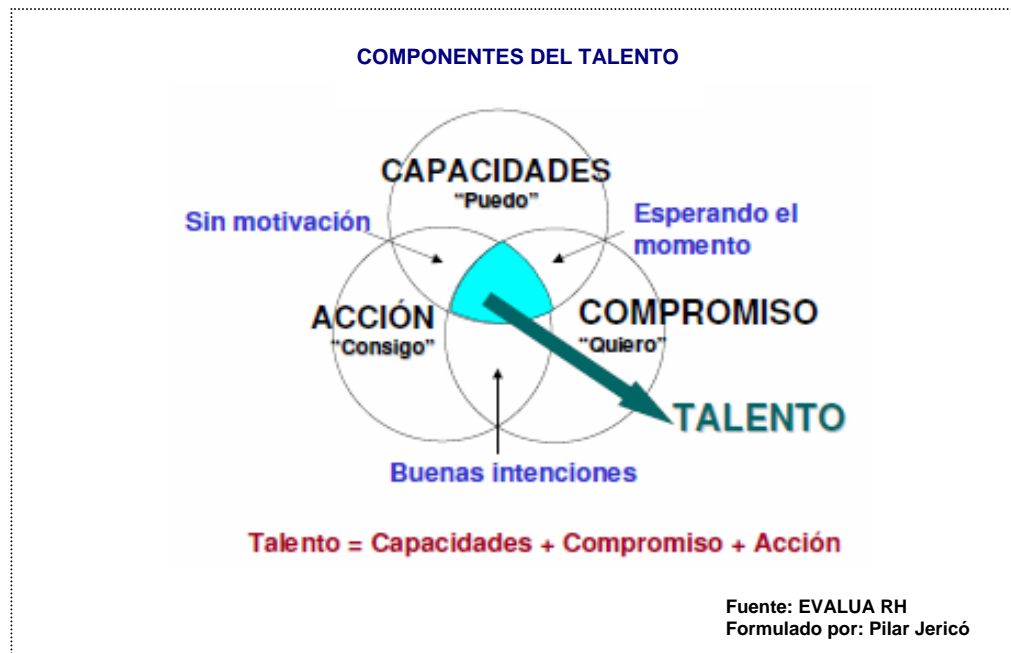 COMPONENTES DEL TALENTO
CAPACIDADES
“Puedo”
Sin motivación
Esperando el
momento
ACCIÓN
“Consigo”
COMPROMISO
“Quiero”
TALENTO
Buenas intenciones
Talento = Capacidades + Compromiso + Acción
Fuente: EVALUA RH
Formulado por: Pilar Jericó